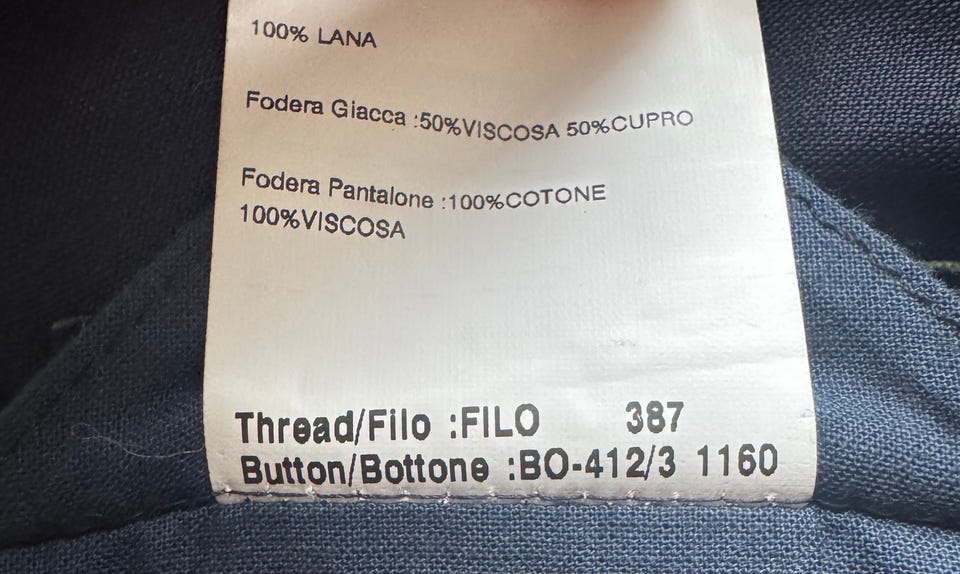 100% LANA
Fodera Giacca :50%VISCOSA 50%CUPRO
Fodera Pantalone :100%COTONE
100%VISCOSA
Thread/Filo :FILO 387
Button/Bottone :BO-412/3 1160